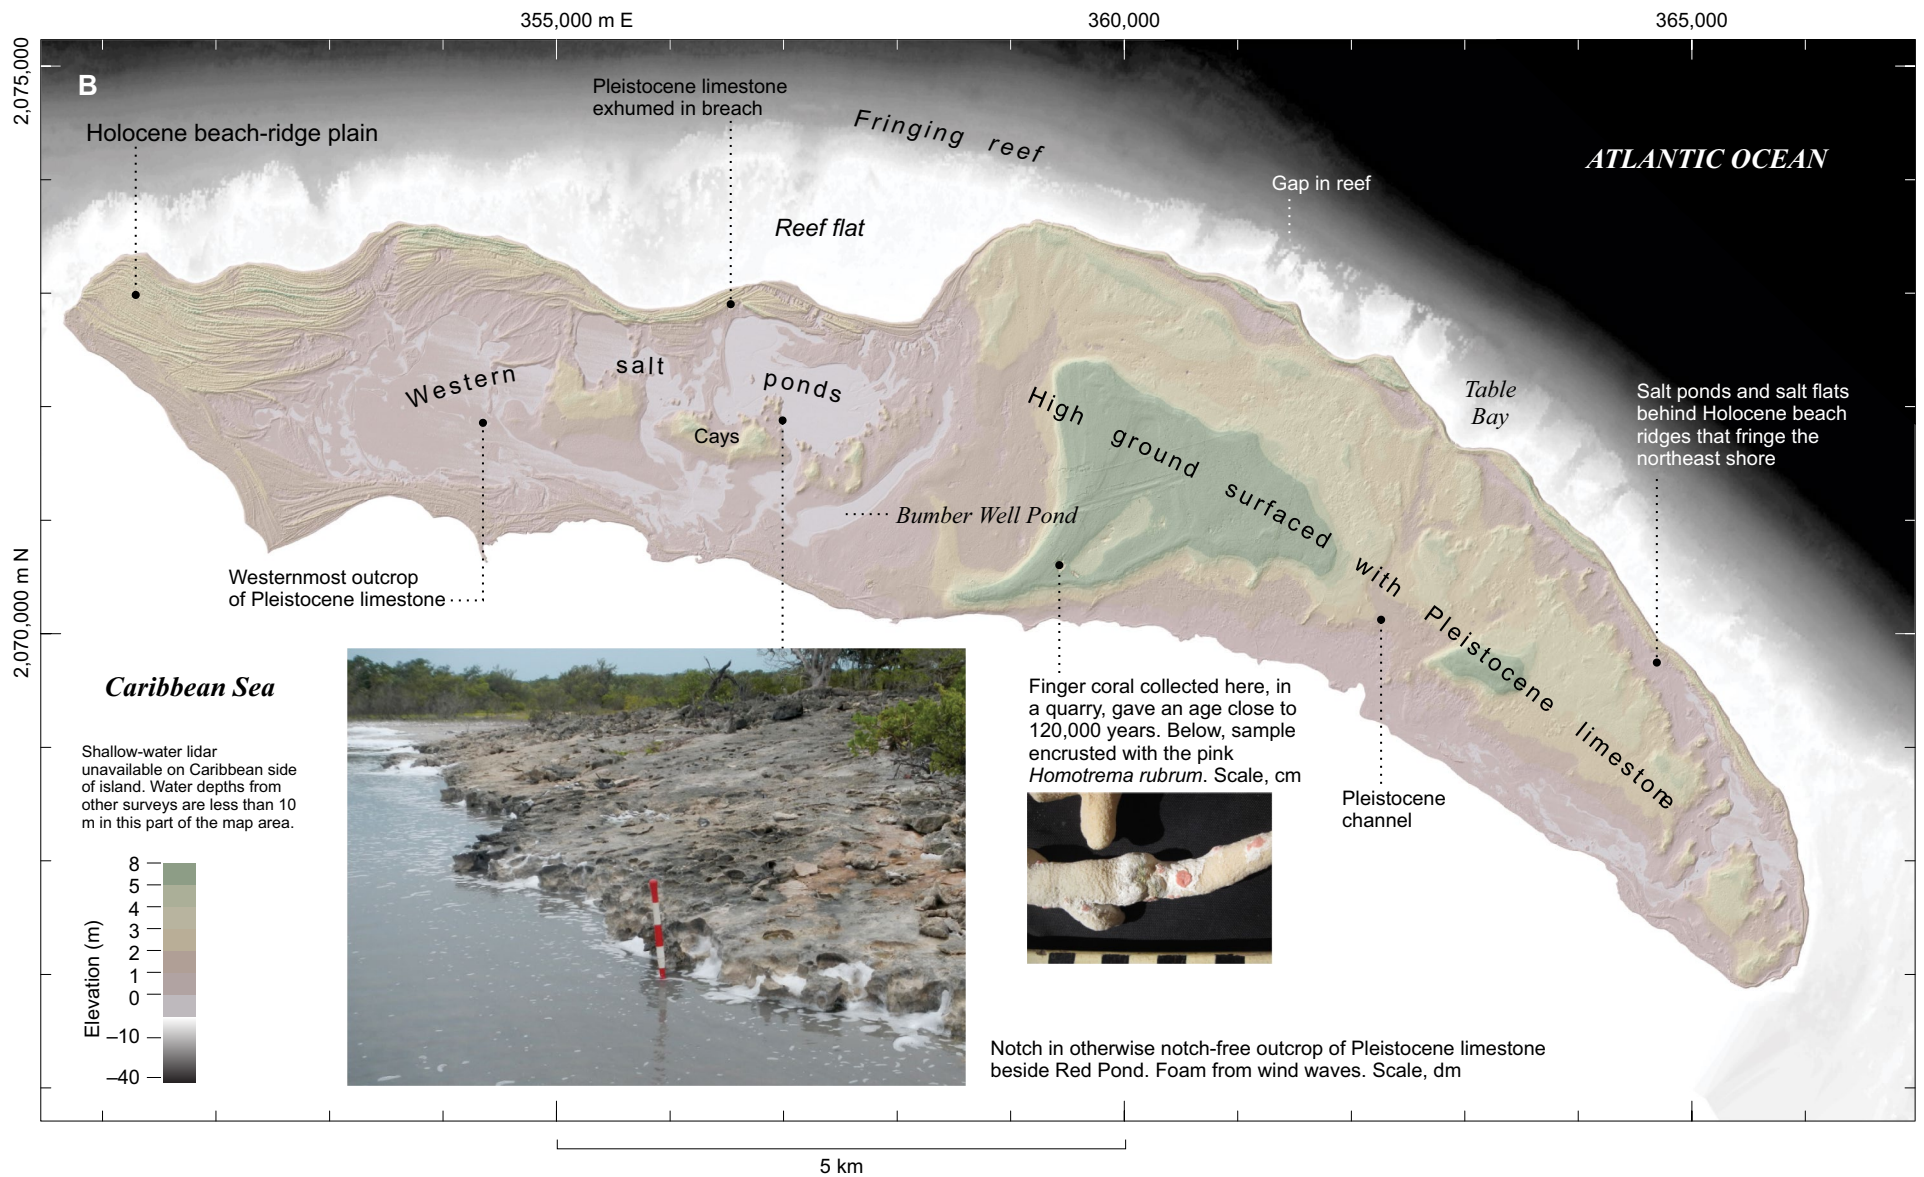 355,000 m E
360,000
365,000
2,075,000
B
Pleistocene limestone
exhumed in breach
Holocene beach-ridge plain
Fringing reef
ATLANTIC OCEAN
Gap in reef
Reef flat
Western salt ponds
Cays
Table
Bay
Salt ponds and salt flats
behind Holocene beach
ridges that fringe the
northeast shore
High ground surfaced with Pleistocene limestone
Bumber Well Pond
Westernmost outcrop
of Pleistocene limestone
2,070,000 m N
Caribbean Sea
Finger coral collected here, in
a quarry, gave an age close to
120,000 years. Below, sample
encrusted with the pink
Homotrema rubrum. Scale, cm
Pleistocene
channel
Shallow-water lidar
unavailable on Caribbean side
of island. Water depths from
other surveys are less than 10
m in this part of the map area.
Elevation (m)
8
5
4
3
2
1
0
–10
–40
Notch in otherwise notch-free outcrop of Pleistocene limestone
beside Red Pond. Foam from wind waves. Scale, dm
5 km